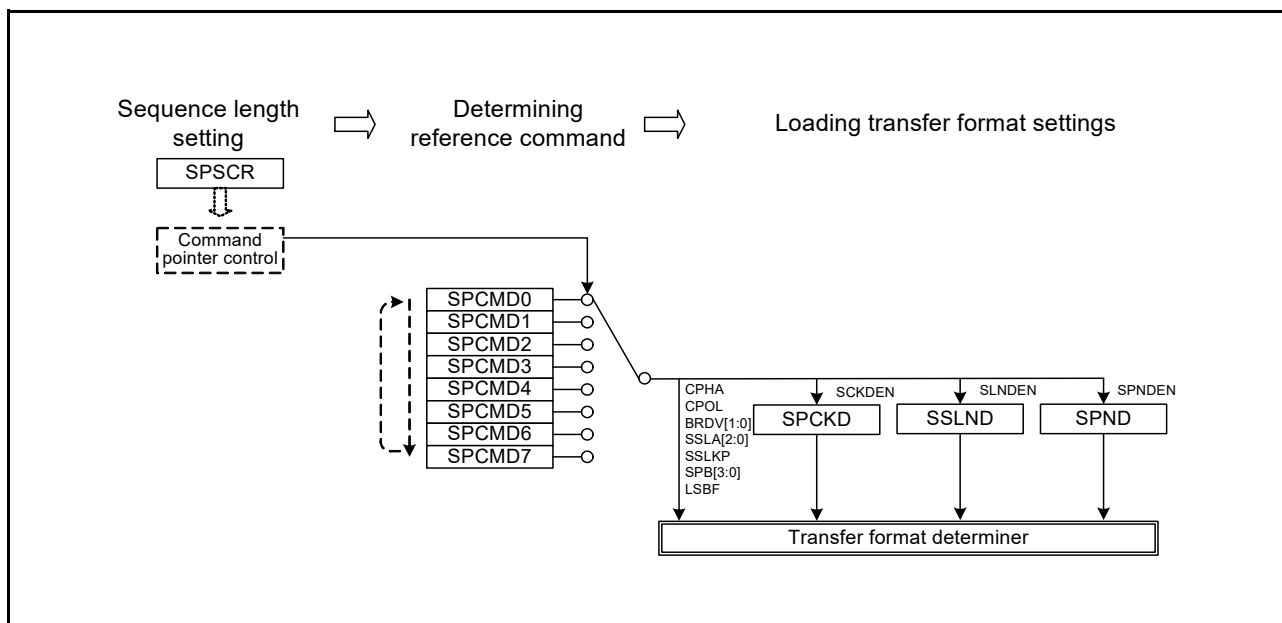 Sequence length
setting
Determining
reference command
Loading transfer format settings
SPSCR
Command
pointer control
SPCMD0
SPCMD1
SPCMD2
SPCMD3
SPCMD4
SPCMD5
SPCMD6
SPCMD7
CPHA
CPOL
BRDV[1:0]
SSLA[2:0]
SSLKP
SPB[3:0]
LSBF
SCKDEN
SPCKD
SLNDEN
SSLND
SPNDEN
SPND
Transfer format determiner